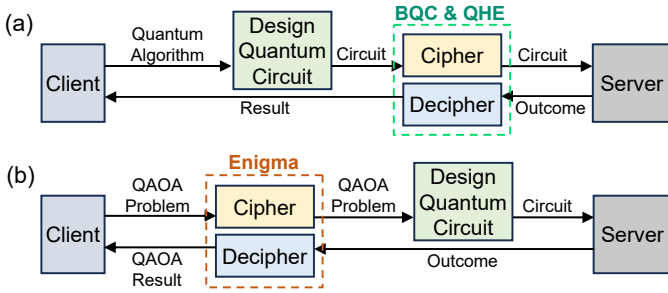 (a)
BQC & QHE
Client
Quantum
Algorithm
Design
Quantum
Circuit
Circuit
Cipher
Circuit
Server
Result
Decipher
Outcome
(b)
Enigma
Client
QAOA
Problem
Cipher
QAOA
Problem
Design
Quantum
Circuit
Circuit
Server
QAOA
Result
Decipher
Outcome